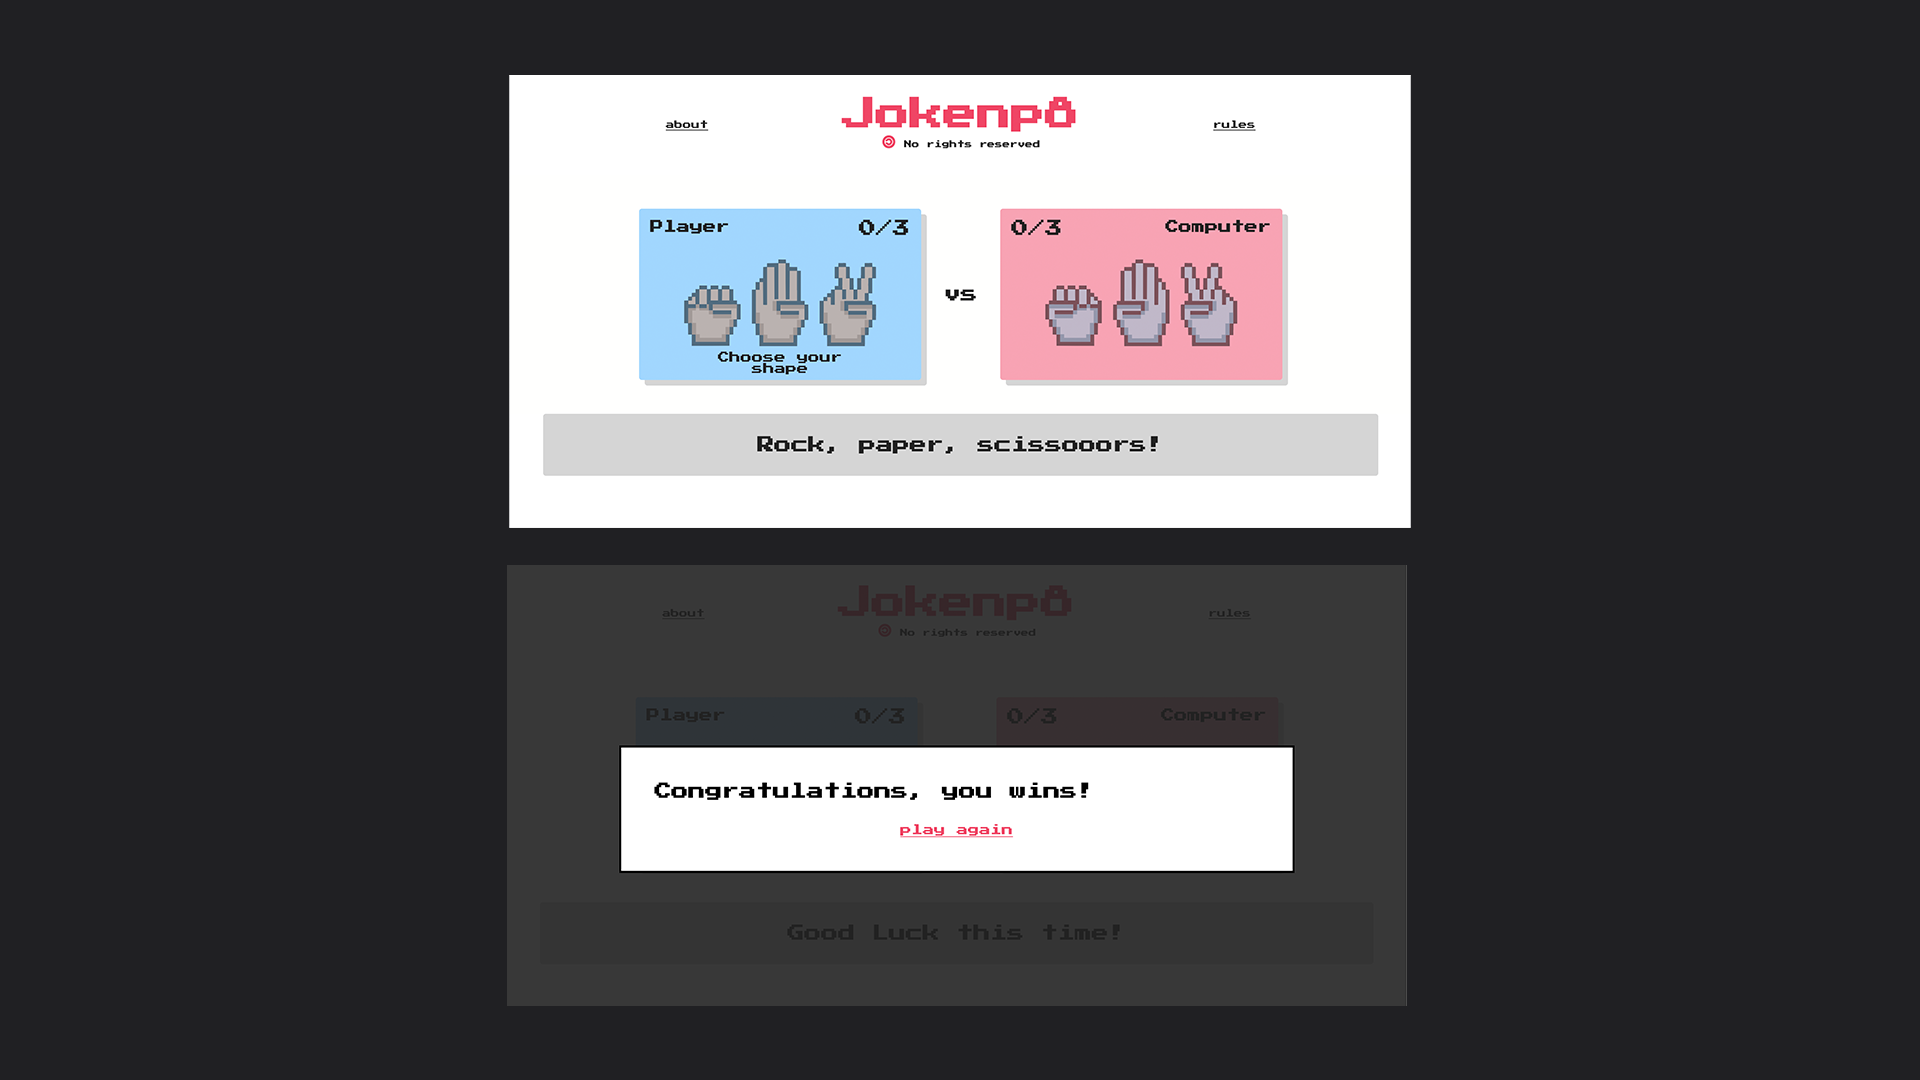 about
Jokenpô
rules
No rights reserved
Player 0/3
0/3 Computer
vs
Choose your
shape
Rock, paper, scissooors!
about
Jokenpô
rules
No rights reserved
Player 0/3
0/3 Computer
Congratulations, you wins!
play again
Good Luck this time!